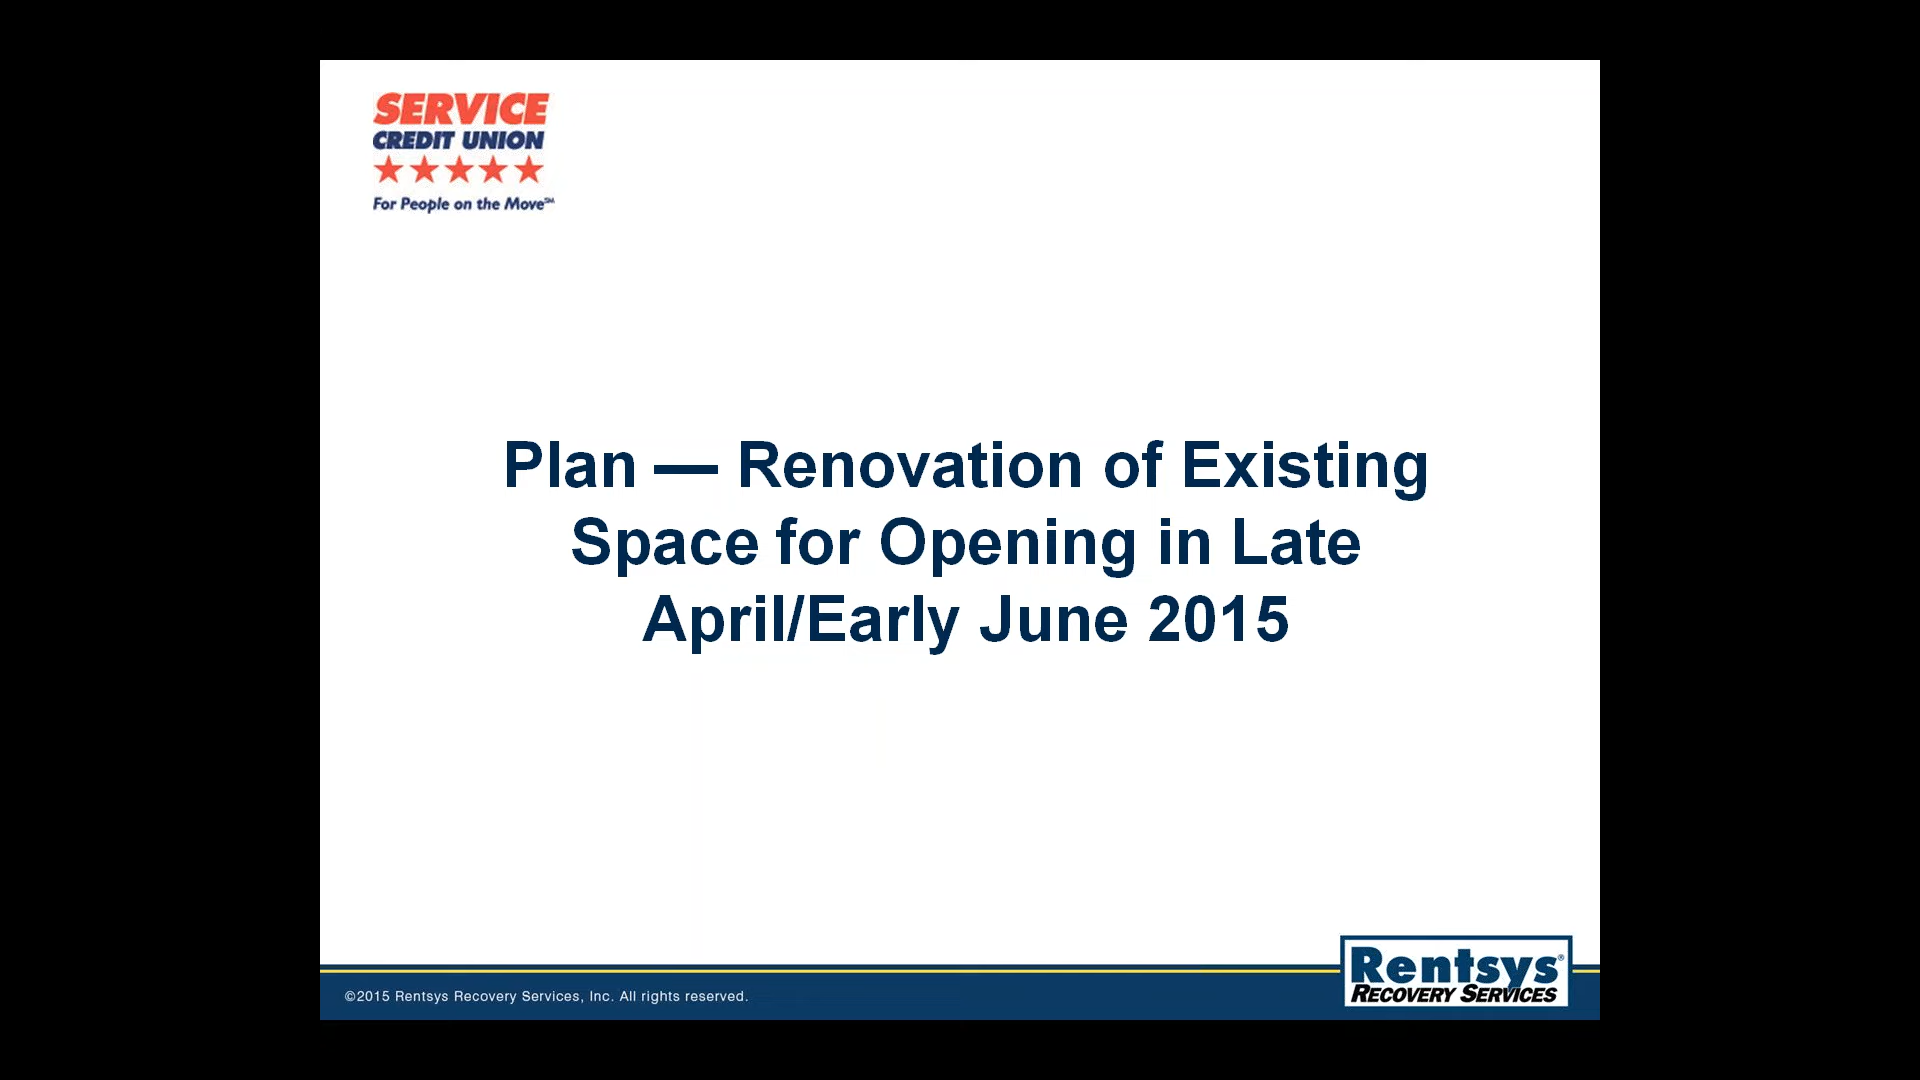 SERVICE
CREDIT UNION
For People on the Move℠
Plan — Renovation of Existing
Space for Opening in Late
April/Early June 2015
©2015 Rentsys Recovery Services, Inc. All rights reserved.
Rentsys®
RECOVERY SERVICES